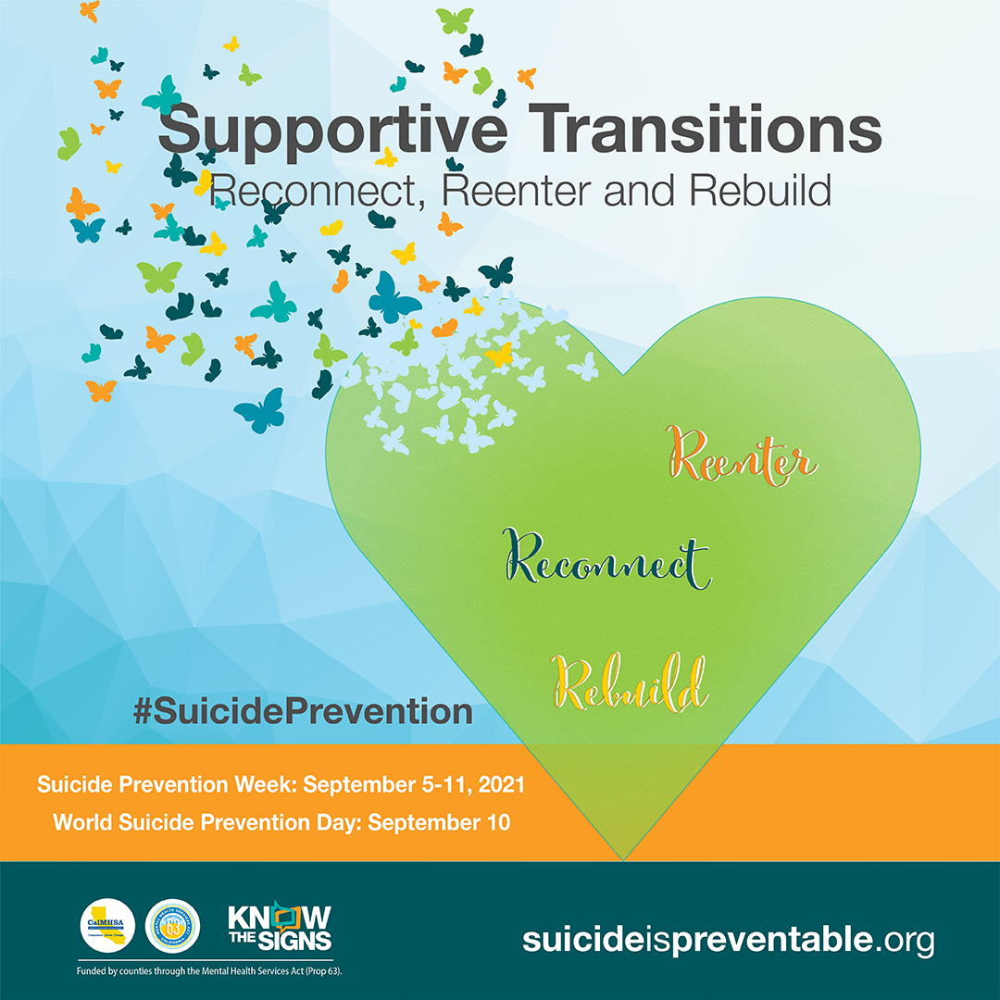 Supportive Transitions
Reconnect, Reenter and Rebuild
Reenter
Reconnect
Rebuild
#SuicidePrevention
Suicide Prevention Week: September 5-11, 2021
World Suicide Prevention Day: September 10
CalMHSA
KNOW
THE SIGNS
suicideispreventable.org
Funded by counties through the Mental Health Services Act (Prop 63).